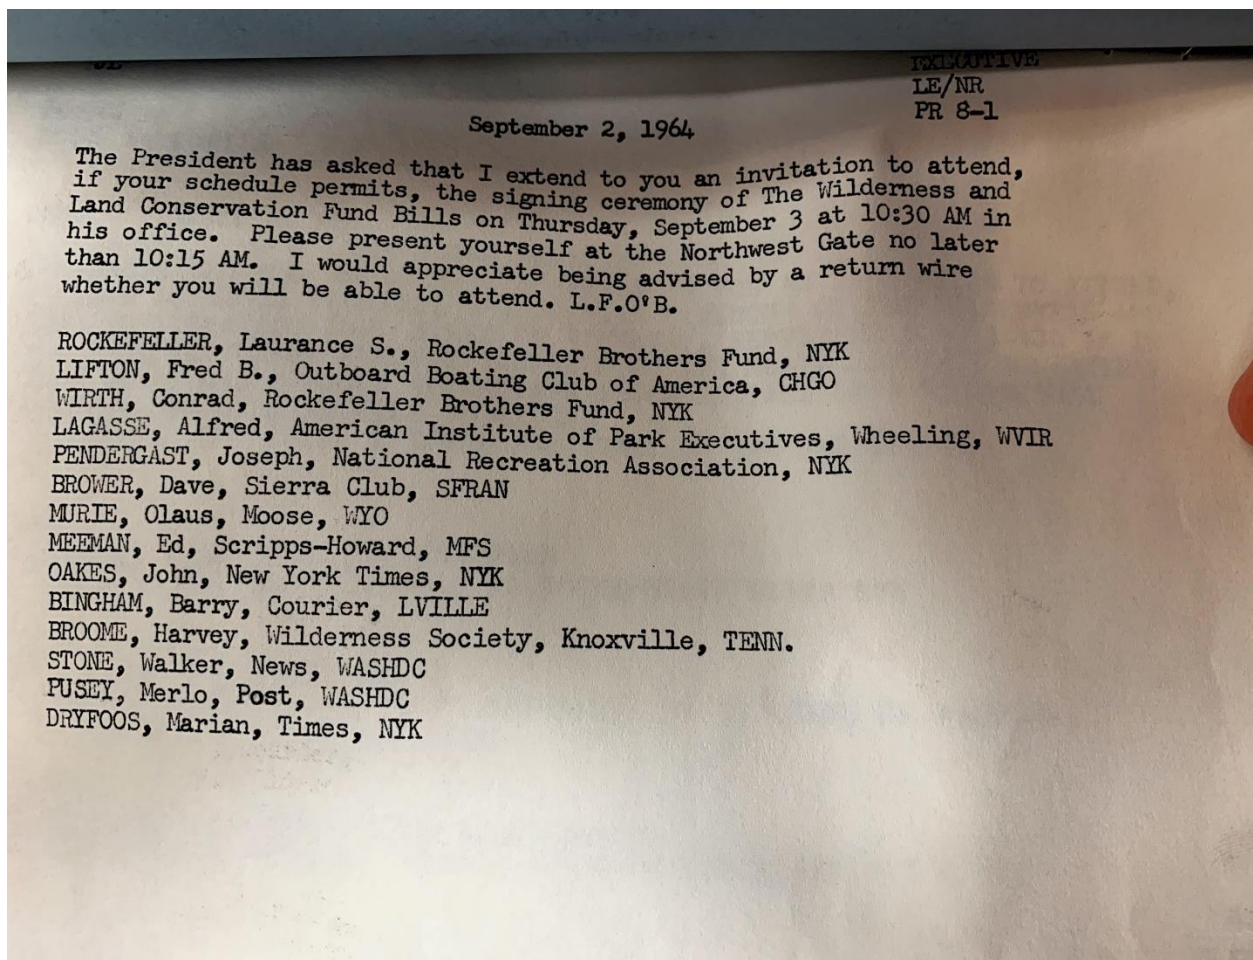 EXECUTIVE
LE/NR
PR 8-1
September 2, 1964
The President has asked that I extend to you an invitation to attend,
if your schedule permits, the signing ceremony of The Wilderness and
Land Conservation Fund Bills on Thursday, September 3 at 10:30 AM in
his office. Please present yourself at the Northwest Gate no later
than 10:15 AM. I would appreciate being advised by a return wire
whether you will be able to attend. L.F.O'B.
ROCKEFELLER, Laurance S., Rockefeller Brothers Fund, NYK
LIFTON, Fred B., Outboard Boating Club of America, CHGO
WIRTH, Conrad, Rockefeller Brothers Fund, NYK
LAGASSE, Alfred, American Institute of Park Executives, Wheeling, WVIR
PENDERGAST, Joseph, National Recreation Association, NYK
BROWER, Dave, Sierra Club, SFRAN
MURIE, Olaus, Moose, WYO
MEEMAN, Ed, Scripps-Howard, MFS
OAKES, John, New York Times, NYK
BINGHAM, Barry, Courier, LVILLE
BROOME, Harvey, Wilderness Society, Knoxville, TENN.
STONE, Walker, News, WASHDC
PUSEY, Merlo, Post, WASHDC
DRYFOOS, Marian, Times, NYK